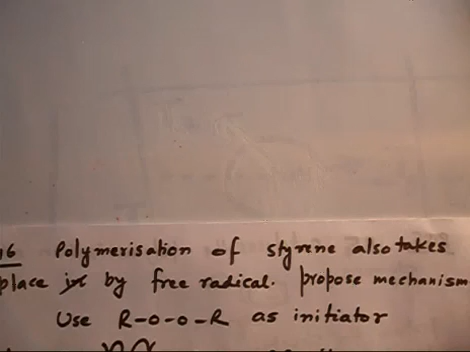 16 Polymerisation of styrene also takes
place by free radical. propose mechanism
Use R-O-O-R as initiator